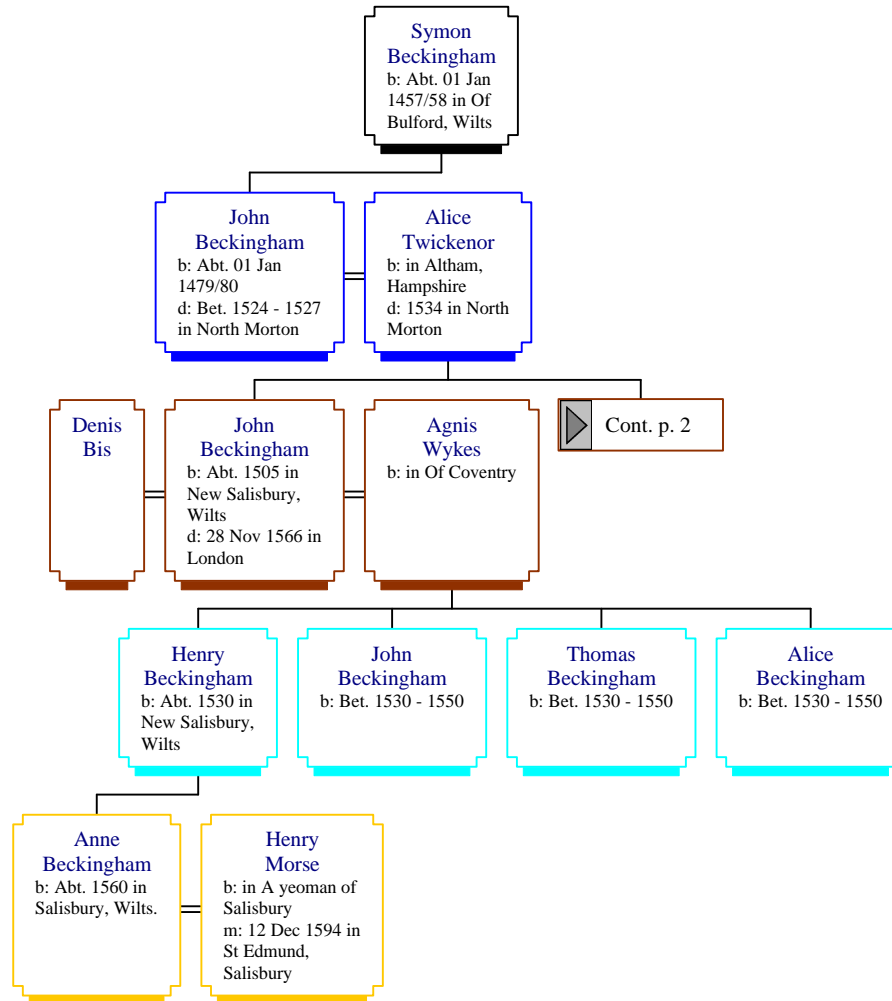 Symon
Beckingham
b: Abt. 01 Jan
1457/58 in Of
Bulford, Wilts
John
Beckingham
b: Abt. 01 Jan
1479/80
d: Bet. 1524 - 1527
in North Morton
Alice
Twickenor
b: in Altham,
Hampshire
d: 1534 in North
Morton
Denis
Bis
John
Beckingham
b: Abt. 1505 in
New Salisbury,
Wilts
d: 28 Nov 1566 in
London
Agnis
Wykes
b: in Of Coventry
Cont. p. 2
Henry
Beckingham
b: Abt. 1530 in
New Salisbury,
Wilts
John
Beckingham
b: Bet. 1530 - 1550
Thomas
Beckingham
b: Bet. 1530 - 1550
Alice
Beckingham
b: Bet. 1530 - 1550
Anne
Beckingham
b: Abt. 1560 in
Salisbury, Wilts.
Henry
Morse
b: in A yeoman of
Salisbury
m: 12 Dec 1594 in
St Edmund,
Salisbury